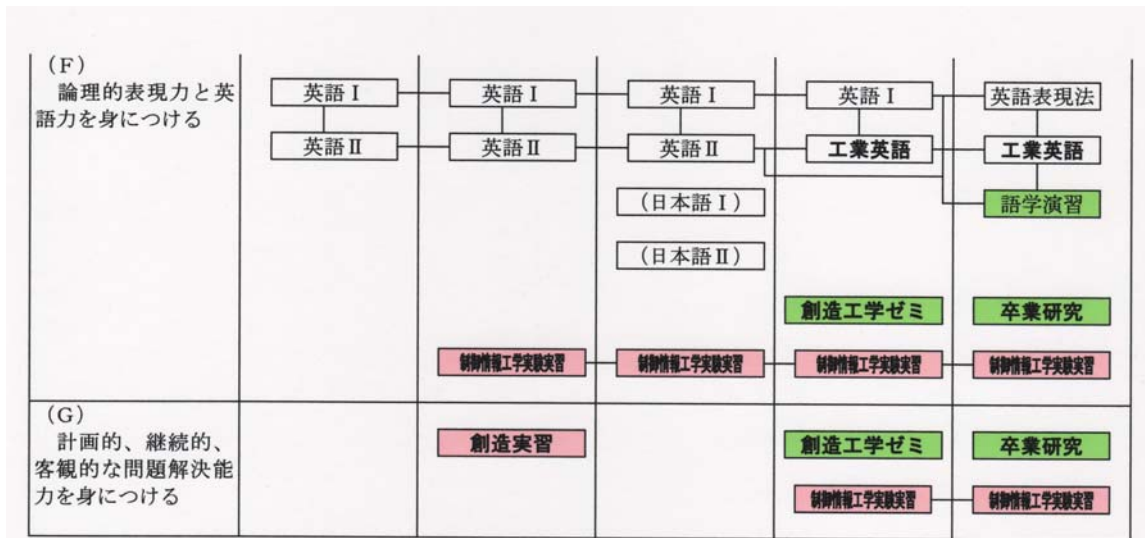 (F)
論理的表現力と英
語力を身につける
英語Ⅰ 英語Ⅰ 英語Ⅰ 英語Ⅰ 英語表現法
英語Ⅱ 英語Ⅱ 英語Ⅱ 工業英語 工業英語
(日本語Ⅰ) 語学演習
(日本語Ⅱ)
創造工学ゼミ 卒業研究
制御情報工学実験実習 制御情報工学実験実習 制御情報工学実験実習 制御情報工学実験実習
(G)
計画的、継続的、
客観的な問題解決能
力を身につける
創造実習 創造工学ゼミ 卒業研究
制御情報工学実験実習 制御情報工学実験実習